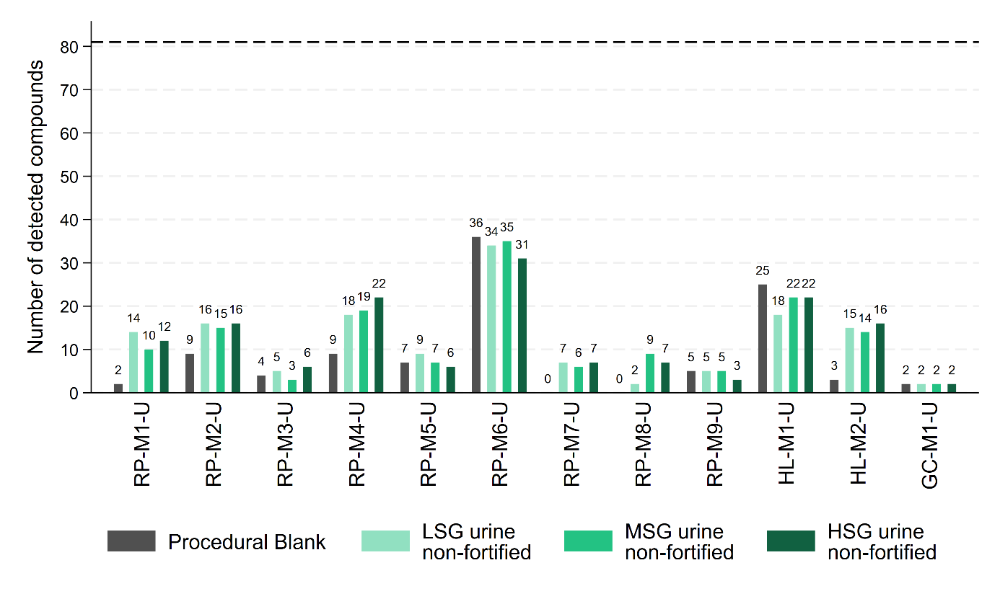 Number of detected compounds
80
70
60
50
40
30
20
10
0
2 14 10 12
9 16 15 16
4 5 3 6
9 18 19 22
7 9 7 6
36 34 35 31
0 7 6 7
0 2 9 7
5 5 5 3
25 18 22 22
3 15 14 16
2 2 2 2
RP-M1-U
RP-M2-U
RP-M3-U
RP-M4-U
RP-M5-U
RP-M6-U
RP-M7-U
RP-M8-U
RP-M9-U
HL-M1-U
HL-M2-U
GC-M1-U
Procedural Blank
LSG urine
non-fortified
MSG urine
non-fortified
HSG urine
non-fortified